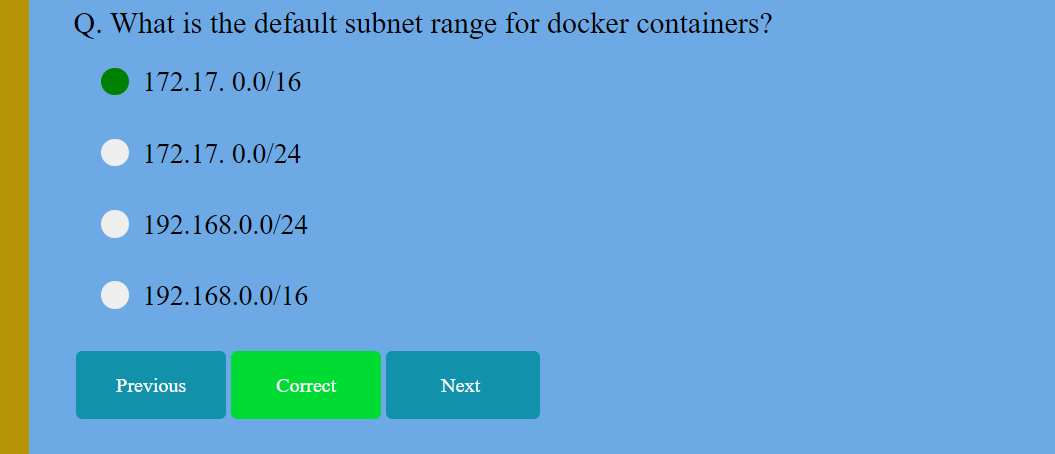 Q. What is the default subnet range for docker containers?
172.17. 0.0/16
172.17. 0.0/24
192.168.0.0/24
192.168.0.0/16
Previous Correct Next